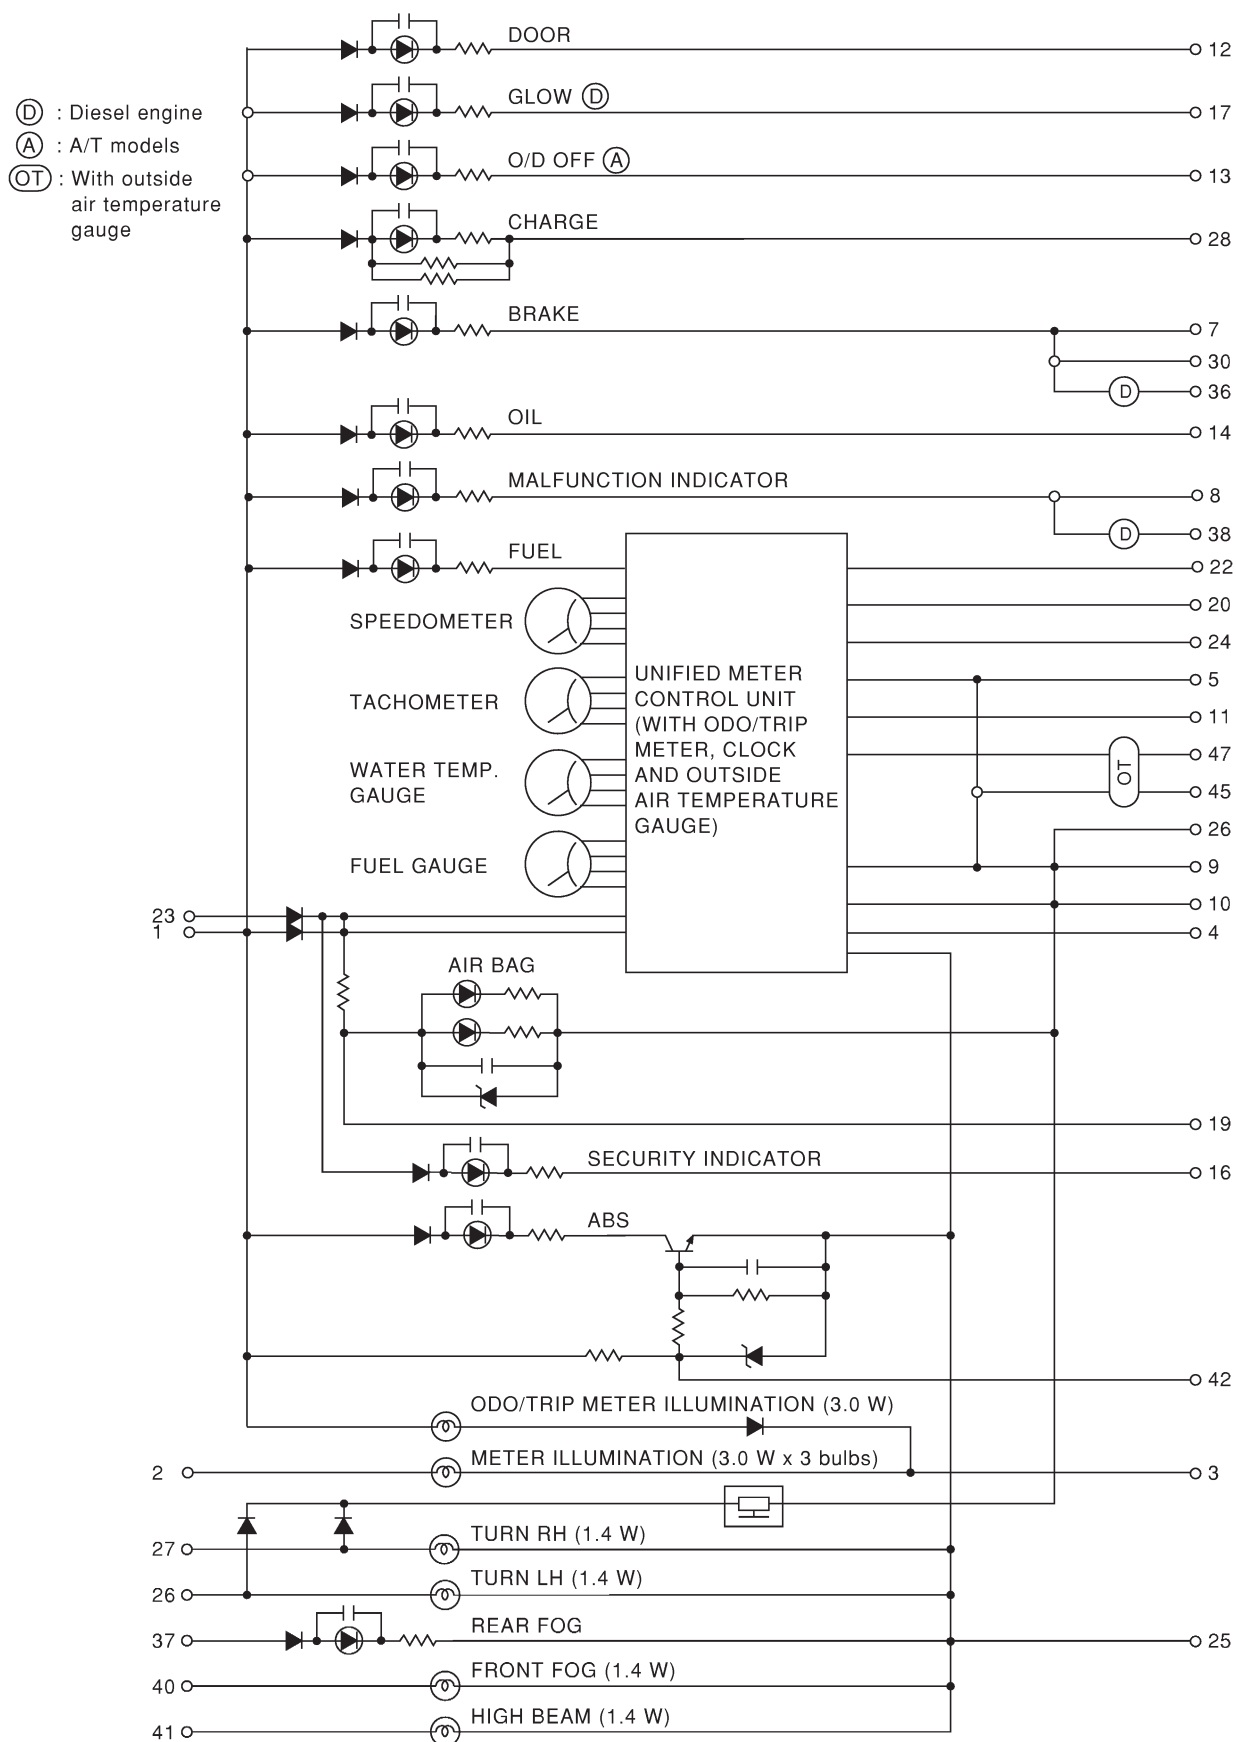 DOOR
12
GLOW D
17
D : Diesel engine
A : A/T models
OT : With outside
air temperature
gauge
O/D OFF A
13
CHARGE
28
BRAKE
7
30
D 36
OIL
14
MALFUNCTION INDICATOR
8
D 38
FUEL
22
20
SPEEDOMETER
24
UNIFIED METER
CONTROL UNIT
(WITH ODO/TRIP
METER, CLOCK
AND OUTSIDE
AIR TEMPERATURE
GAUGE)
5
TACHOMETER
11
47
OT
WATER TEMP.
GAUGE
45
26
FUEL GAUGE
9
10
23
1
4
AIR BAG
19
SECURITY INDICATOR
16
ABS
42
ODO/TRIP METER ILLUMINATION (3.0 W)
2
METER ILLUMINATION (3.0 W x 3 bulbs)
3
27
TURN RH (1.4 W)
26
TURN LH (1.4 W)
37
REAR FOG
25
40
FRONT FOG (1.4 W)
41
HIGH BEAM (1.4 W)